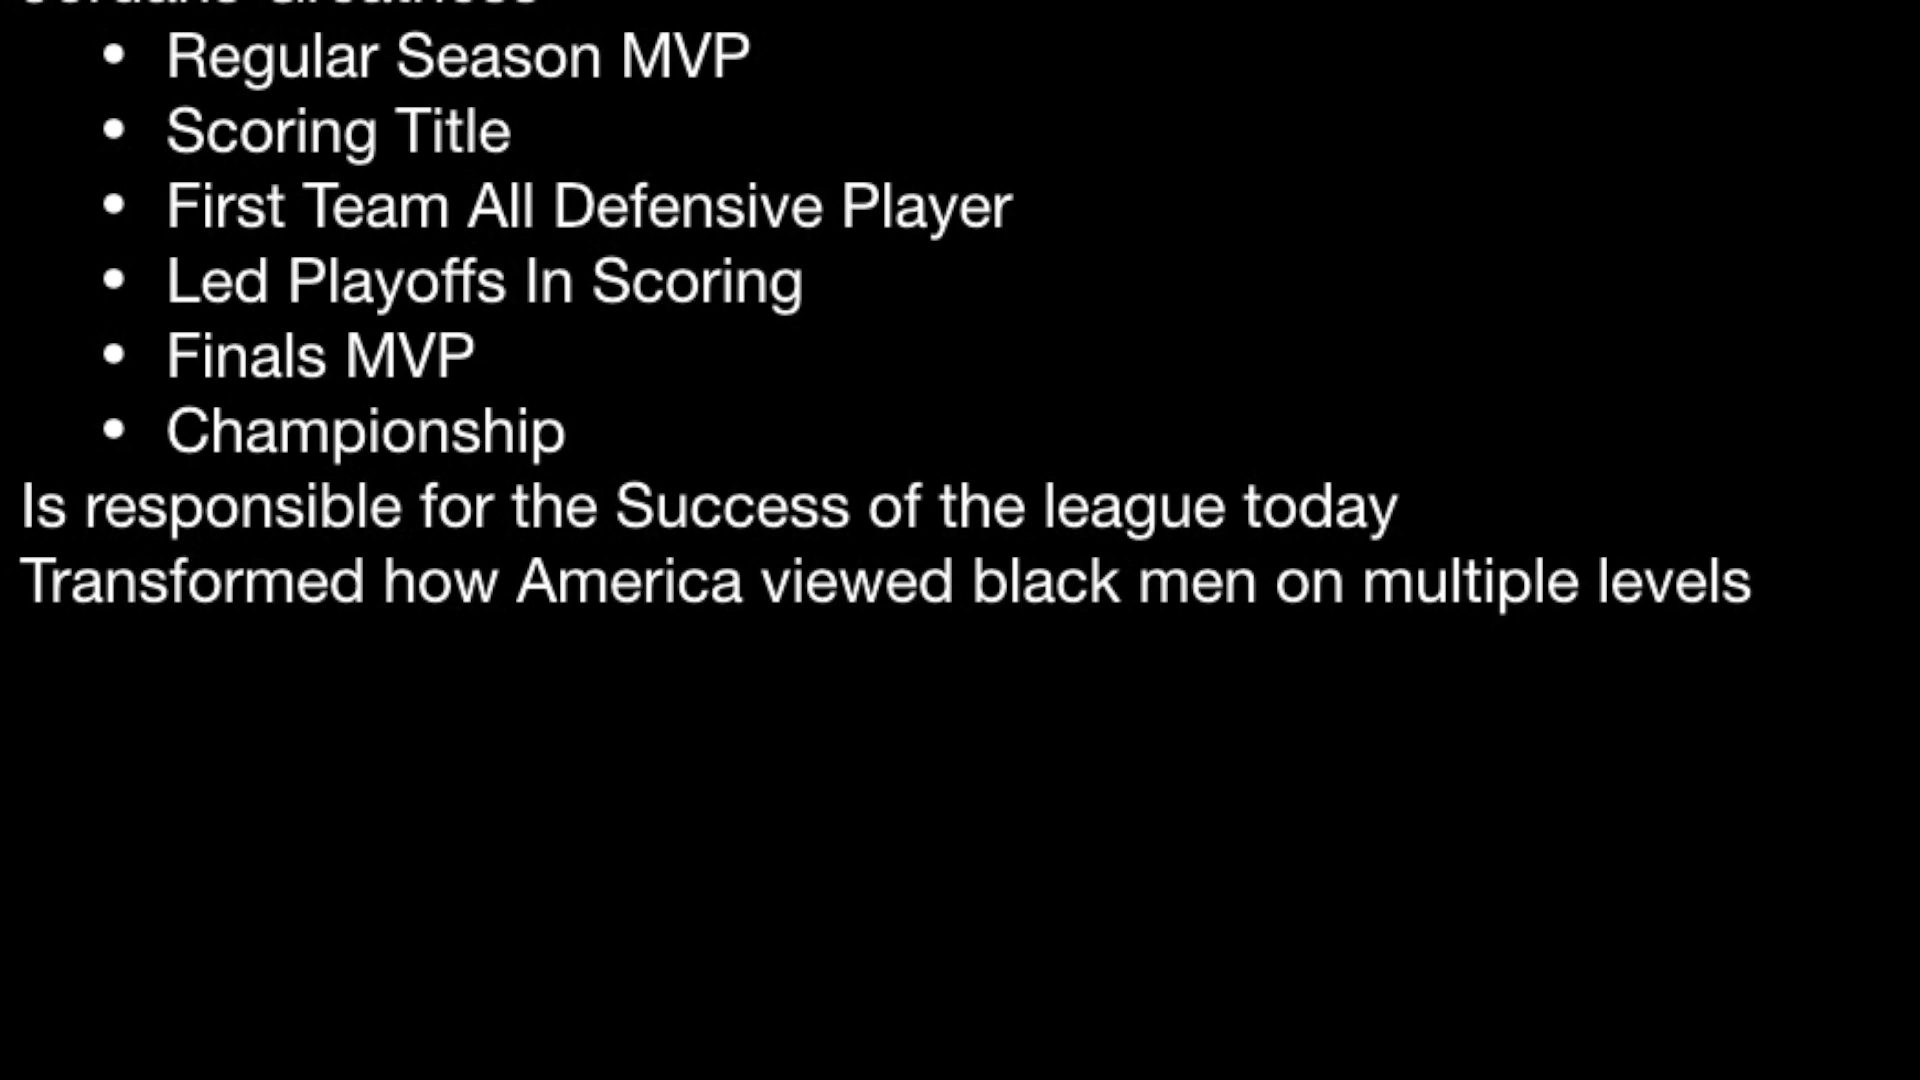 • Regular Season MVP
• Scoring Title
• First Team All Defensive Player
• Led Playoffs In Scoring
• Finals MVP
• Championship
Is responsible for the Success of the league today
Transformed how America viewed black men on multiple levels